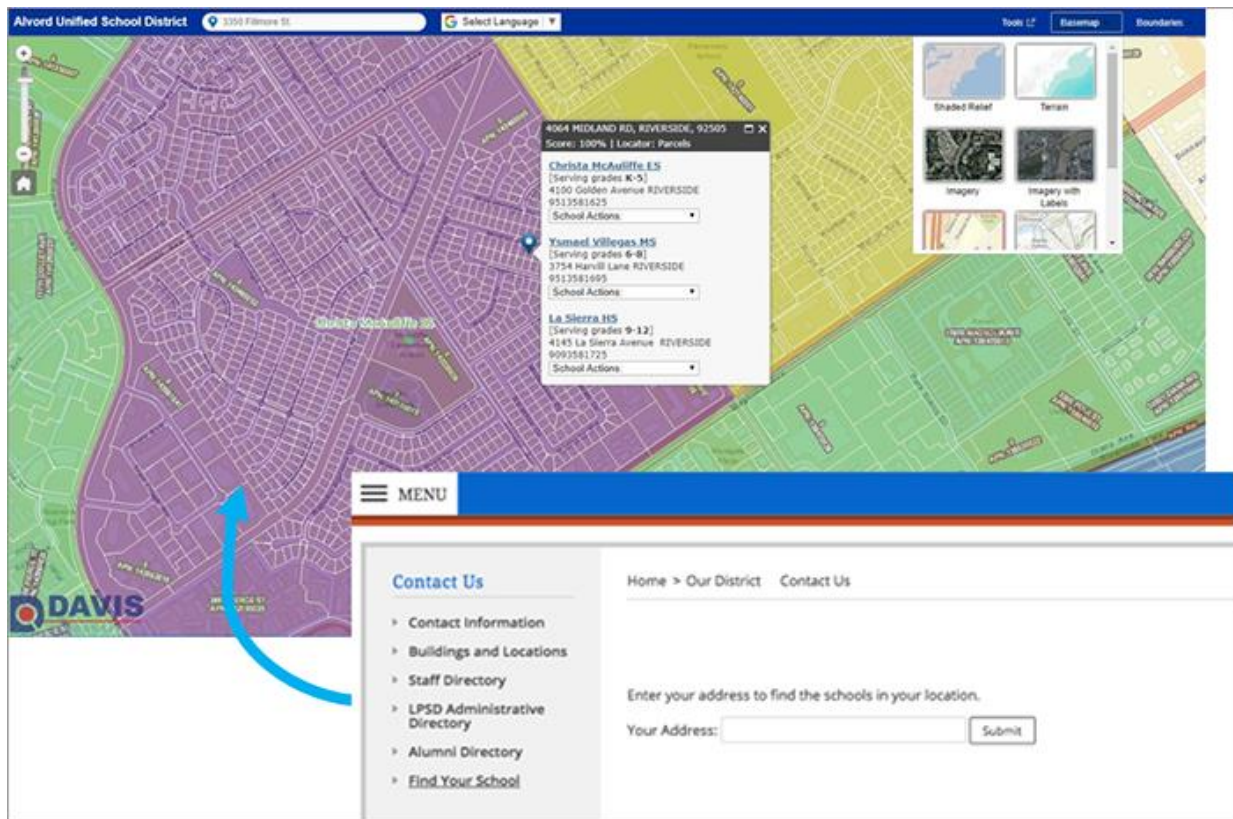 Alvord Unified School District
3350 Fillmore St
Select Language ▼
Tools
Basemap
Boundaries
Shaded Relief
Terrain
Imagery
Imagery with
Labels
4064 MIDLAND RD, RIVERSIDE, 92505
Score: 100% | Locator: Parcels
Christa McAuliffe ES
[Serving grades K-5]
4100 Golden Avenue RIVERSIDE
9513581625
School Actions:
Ysmael Villegas MS
[Serving grades 6-8]
3754 Harvill Lane RIVERSIDE
9513581695
School Actions:
La Sierra HS
[Serving grades 9-12]
4145 La Sierra Avenue RIVERSIDE
9093581725
School Actions:
Christa McAuliffe ES
DAVIS
MENU
Contact Us
Contact Information
Buildings and Locations
Staff Directory
LPSD Administrative
Directory
Alumni Directory
Find Your School
Home > Our District Contact Us
Enter your address to find the schools in your location.
Your Address:
Submit